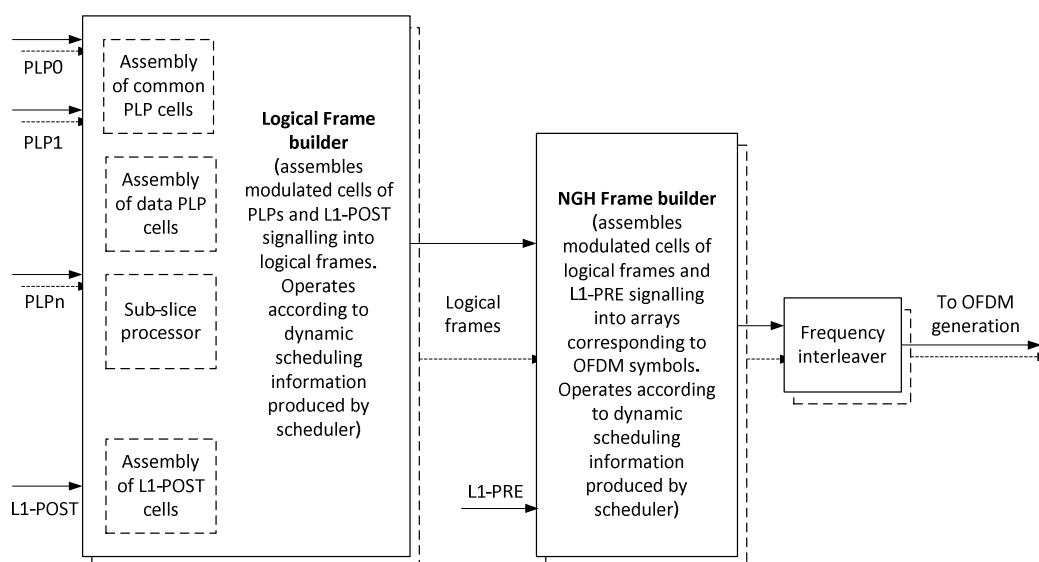 PLP0
PLP1
PLPn
L1-POST
Assembly
of common
PLP cells
Assembly
of data PLP
cells
Sub-slice
processor
Assembly
of L1-POST
cells
Logical Frame
builder
(assembles
modulated cells of
PLPs and L1-POST
signalling into
logical frames.
Operates
according to
dynamic
scheduling
information
produced by
scheduler)
Logical
frames
L1-PRE
NGH Frame builder
(assembles
modulated cells of
logical frames and
L1-PRE signalling
into arrays
corresponding to
OFDM symbols.
Operates according
to dynamic
scheduling
information
produced by
scheduler)
Frequency
interleaver
To OFDM
generation